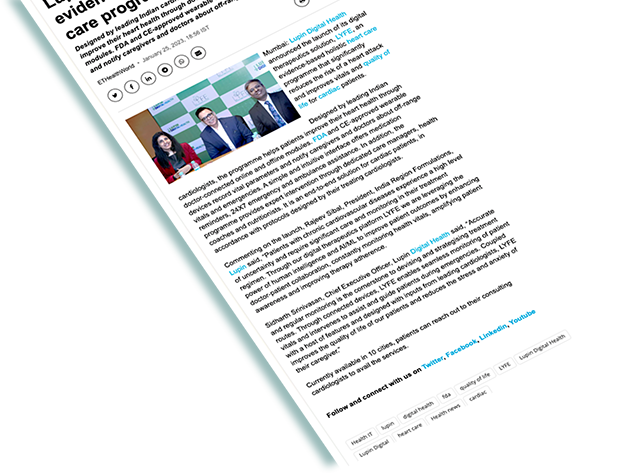 evidenc
care progra
Designed by leading Indian card
improve their heart health through do
modules. FDA and CE-approved wearable
and notify caregivers and doctors about off-rang
ETHealthWorld • January 25, 2023, 18:58 IST
Mumbai: Lupin Digital Health
announced the launch of its digital
therapeutics solution, LYFE, an
evidence-based holistic heart care
programme that significantly
reduces the risk of a heart attack
and improves vitals and quality of
life for cardiac patients.
Designed by leading Indian
cardiologists, the programme helps patients improve their heart health through
doctor-connected online and offline modules. FDA and CE-approved wearable
devices record vital parameters and notify caregivers and doctors about off-range
vitals and emergencies. A simple and intuitive interface offers medication
reminders, 24X7 emergency and ambulance assistance. In addition, the
programme provides expert intervention through dedicated care managers, health
coaches and nutritionists. It is an end-to-end solution for cardiac patients, in
accordance with protocols designed by their treating cardiologists.
Commenting on the launch, Rajeev Sibal, President, India Region Formulations,
Lupin said, "Patients with chronic cardiovascular diseases experience a high level
of uncertainty and require significant care and monitoring in their treatment
regimen. Through our digital therapeutics platform LYFE we are leveraging the
power of human intelligence and AI/ML to improve patient outcomes by enhancing
doctor-patient collaboration, constantly monitoring health vitals, amplifying patient
awareness and improving therapy adherence.
Sidharth Srinivasan, Chief Executive Officer, Lupin Digital Health said, "Accurate
and regular monitoring is the cornerstone to devising and strategising treatment
routes. Through connected devices, LYFE enables seamless monitoring of patient
vitals and intervenes to assist and guide patients during emergencies. Coupled
with a host of features and designed with inputs from leading cardiologists, LYFE
improves the quality of life of our patients and reduces the stress and anxiety of
their caregiver."
Currently available in 10 cities, patients can reach out to their consulting
cardiologists to avail the services.
Follow and connect with us on Twitter, Facebook, Linkedin, Youtube
Health IT lupin digital health fda quality of life LYFE Lupin Digital Health
Lupin Digital heart care Health news cardiac